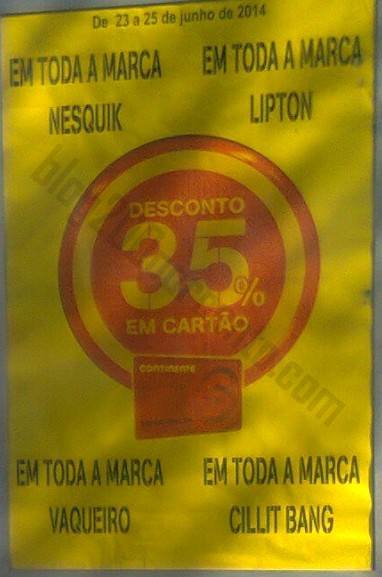 De 23 a 25 de junho de 2014
EM TODA A MARCA
NESQUIK
EM TODA A MARCA
LIPTON
DESCONTO
35%
EM CARTÃO
CONTINENTE
EM TODA A MARCA
VAQUEIRO
EM TODA A MARCA
CILLIT BANG